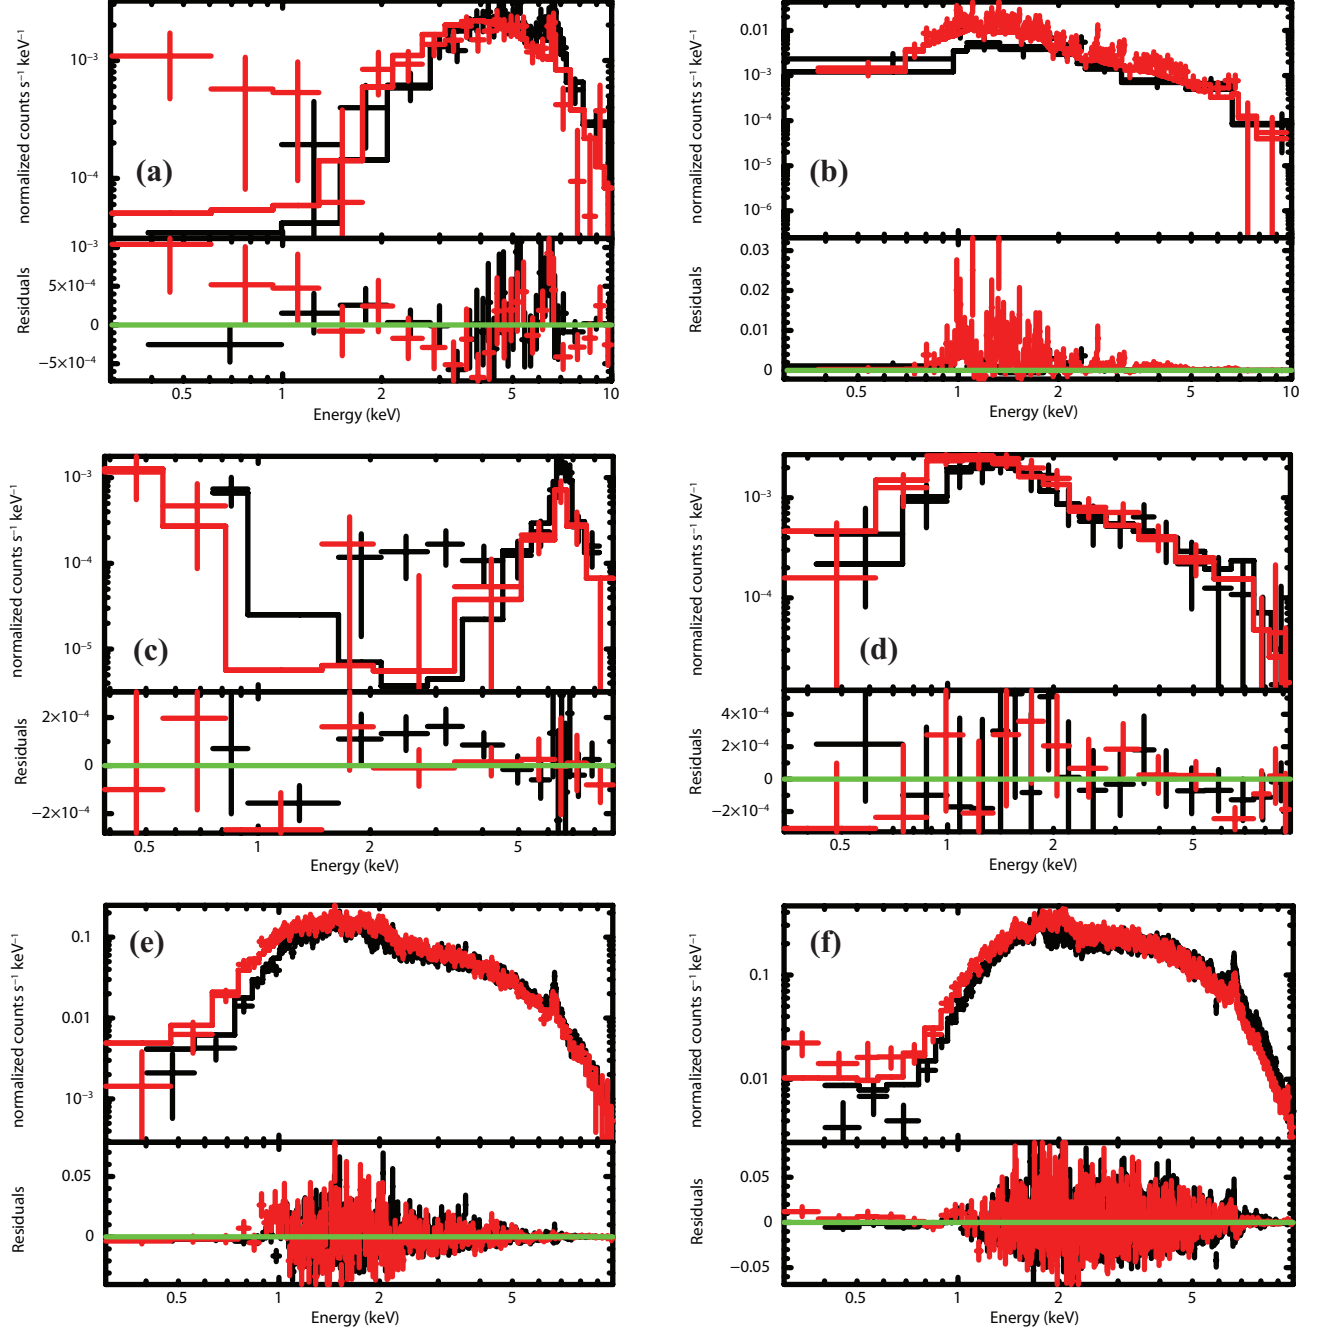 normalized counts s⁻¹ keV⁻¹
10⁻³
10⁻⁴
(a)
Residuals
10⁻³
5×10⁻⁴
0
−5×10⁻⁴
0.5 1 2 5 10
Energy (keV)
normalized counts s⁻¹ keV⁻¹
0.01
10⁻³
10⁻⁴
10⁻⁵
10⁻⁶
(b)
Residuals
0.03
0.02
0.01
0
0.5 1 2 5 10
Energy (keV)
normalized counts s⁻¹ keV⁻¹
10⁻³
10⁻⁴
10⁻⁵
(c)
Residuals
2×10⁻⁴
0
−2×10⁻⁴
0.5 1 2 5
Energy (keV)
normalized counts s⁻¹ keV⁻¹
10⁻³
10⁻⁴
(d)
Residuals
4×10⁻⁴
2×10⁻⁴
0
−2×10⁻⁴
0.5 1 2 5
Energy (keV)
normalized counts s⁻¹ keV⁻¹
0.1
0.01
10⁻³
(e)
Residuals
0.05
0
0.5 1 2 5
Energy (keV)
normalized counts s⁻¹ keV⁻¹
0.1
0.01
(f)
Residuals
0.05
0
−0.05
0.5 1 2 5
Energy (keV)